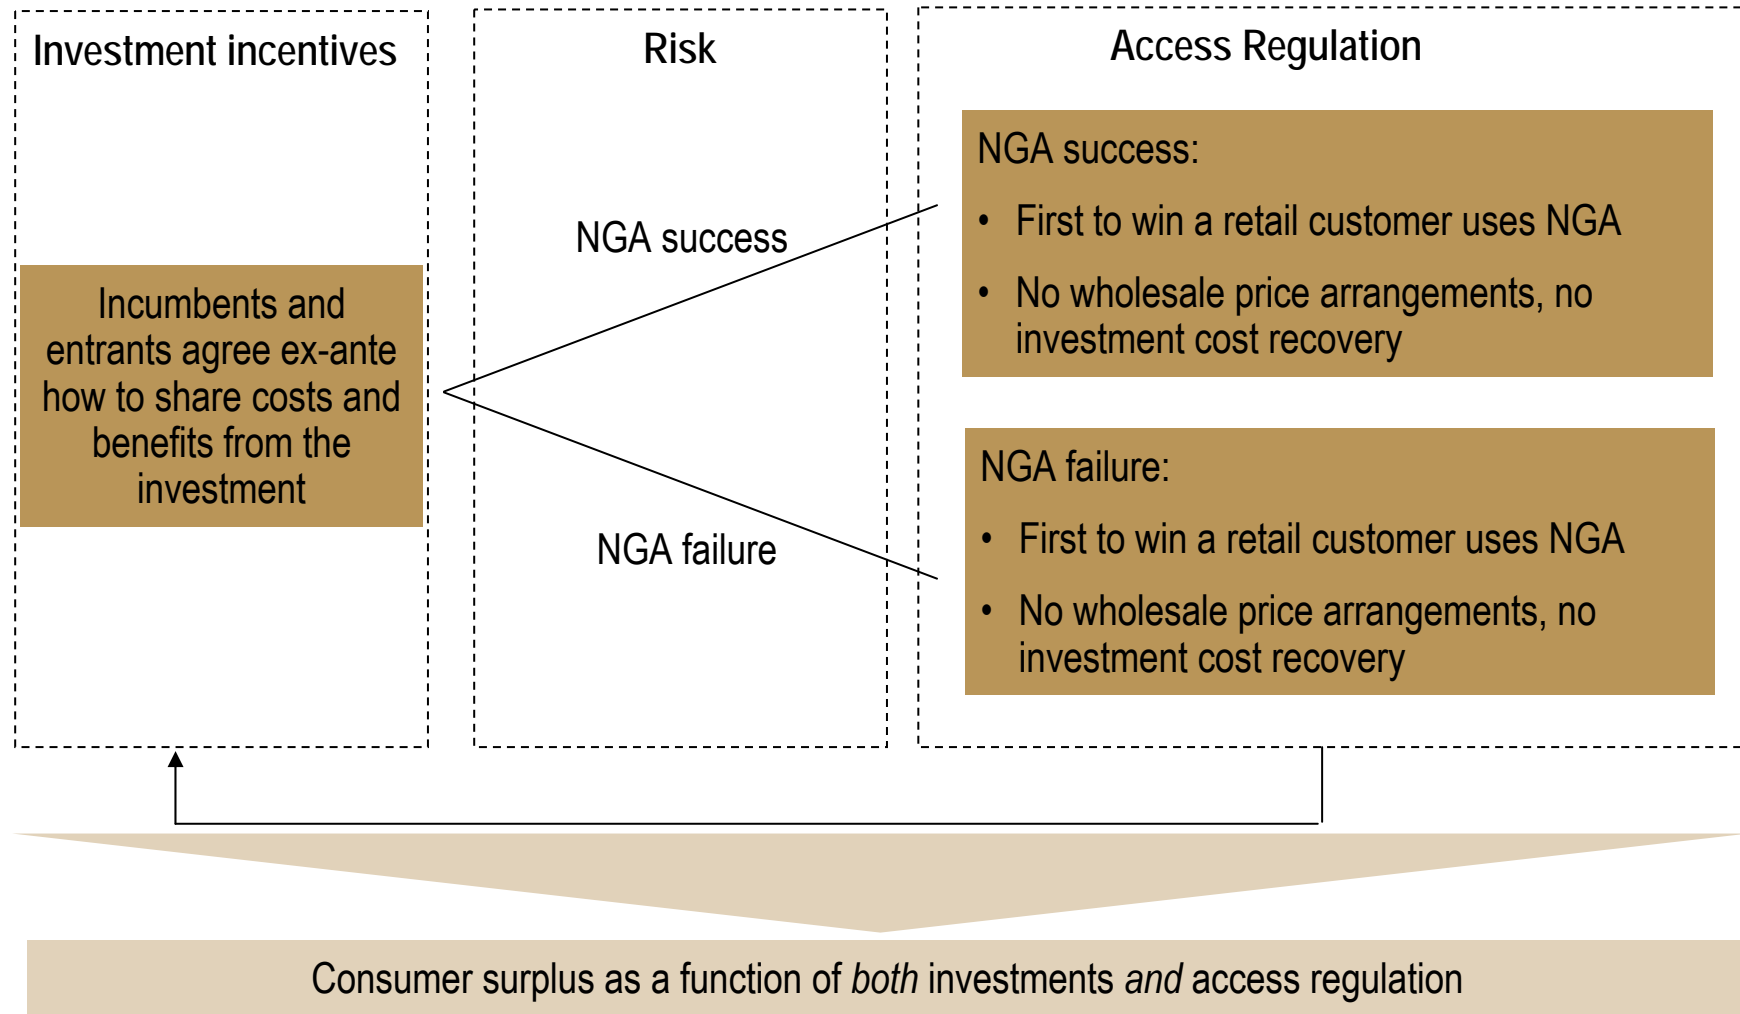 Investment incentives
Incumbents and
entrants agree ex-ante
how to share costs and
benefits from the
investment
Risk
NGA success
NGA failure
Access Regulation
NGA success:
• First to win a retail customer uses NGA
• No wholesale price arrangements, no
investment cost recovery
NGA failure:
• First to win a retail customer uses NGA
• No wholesale price arrangements, no
investment cost recovery
Consumer surplus as a function of both investments and access regulation